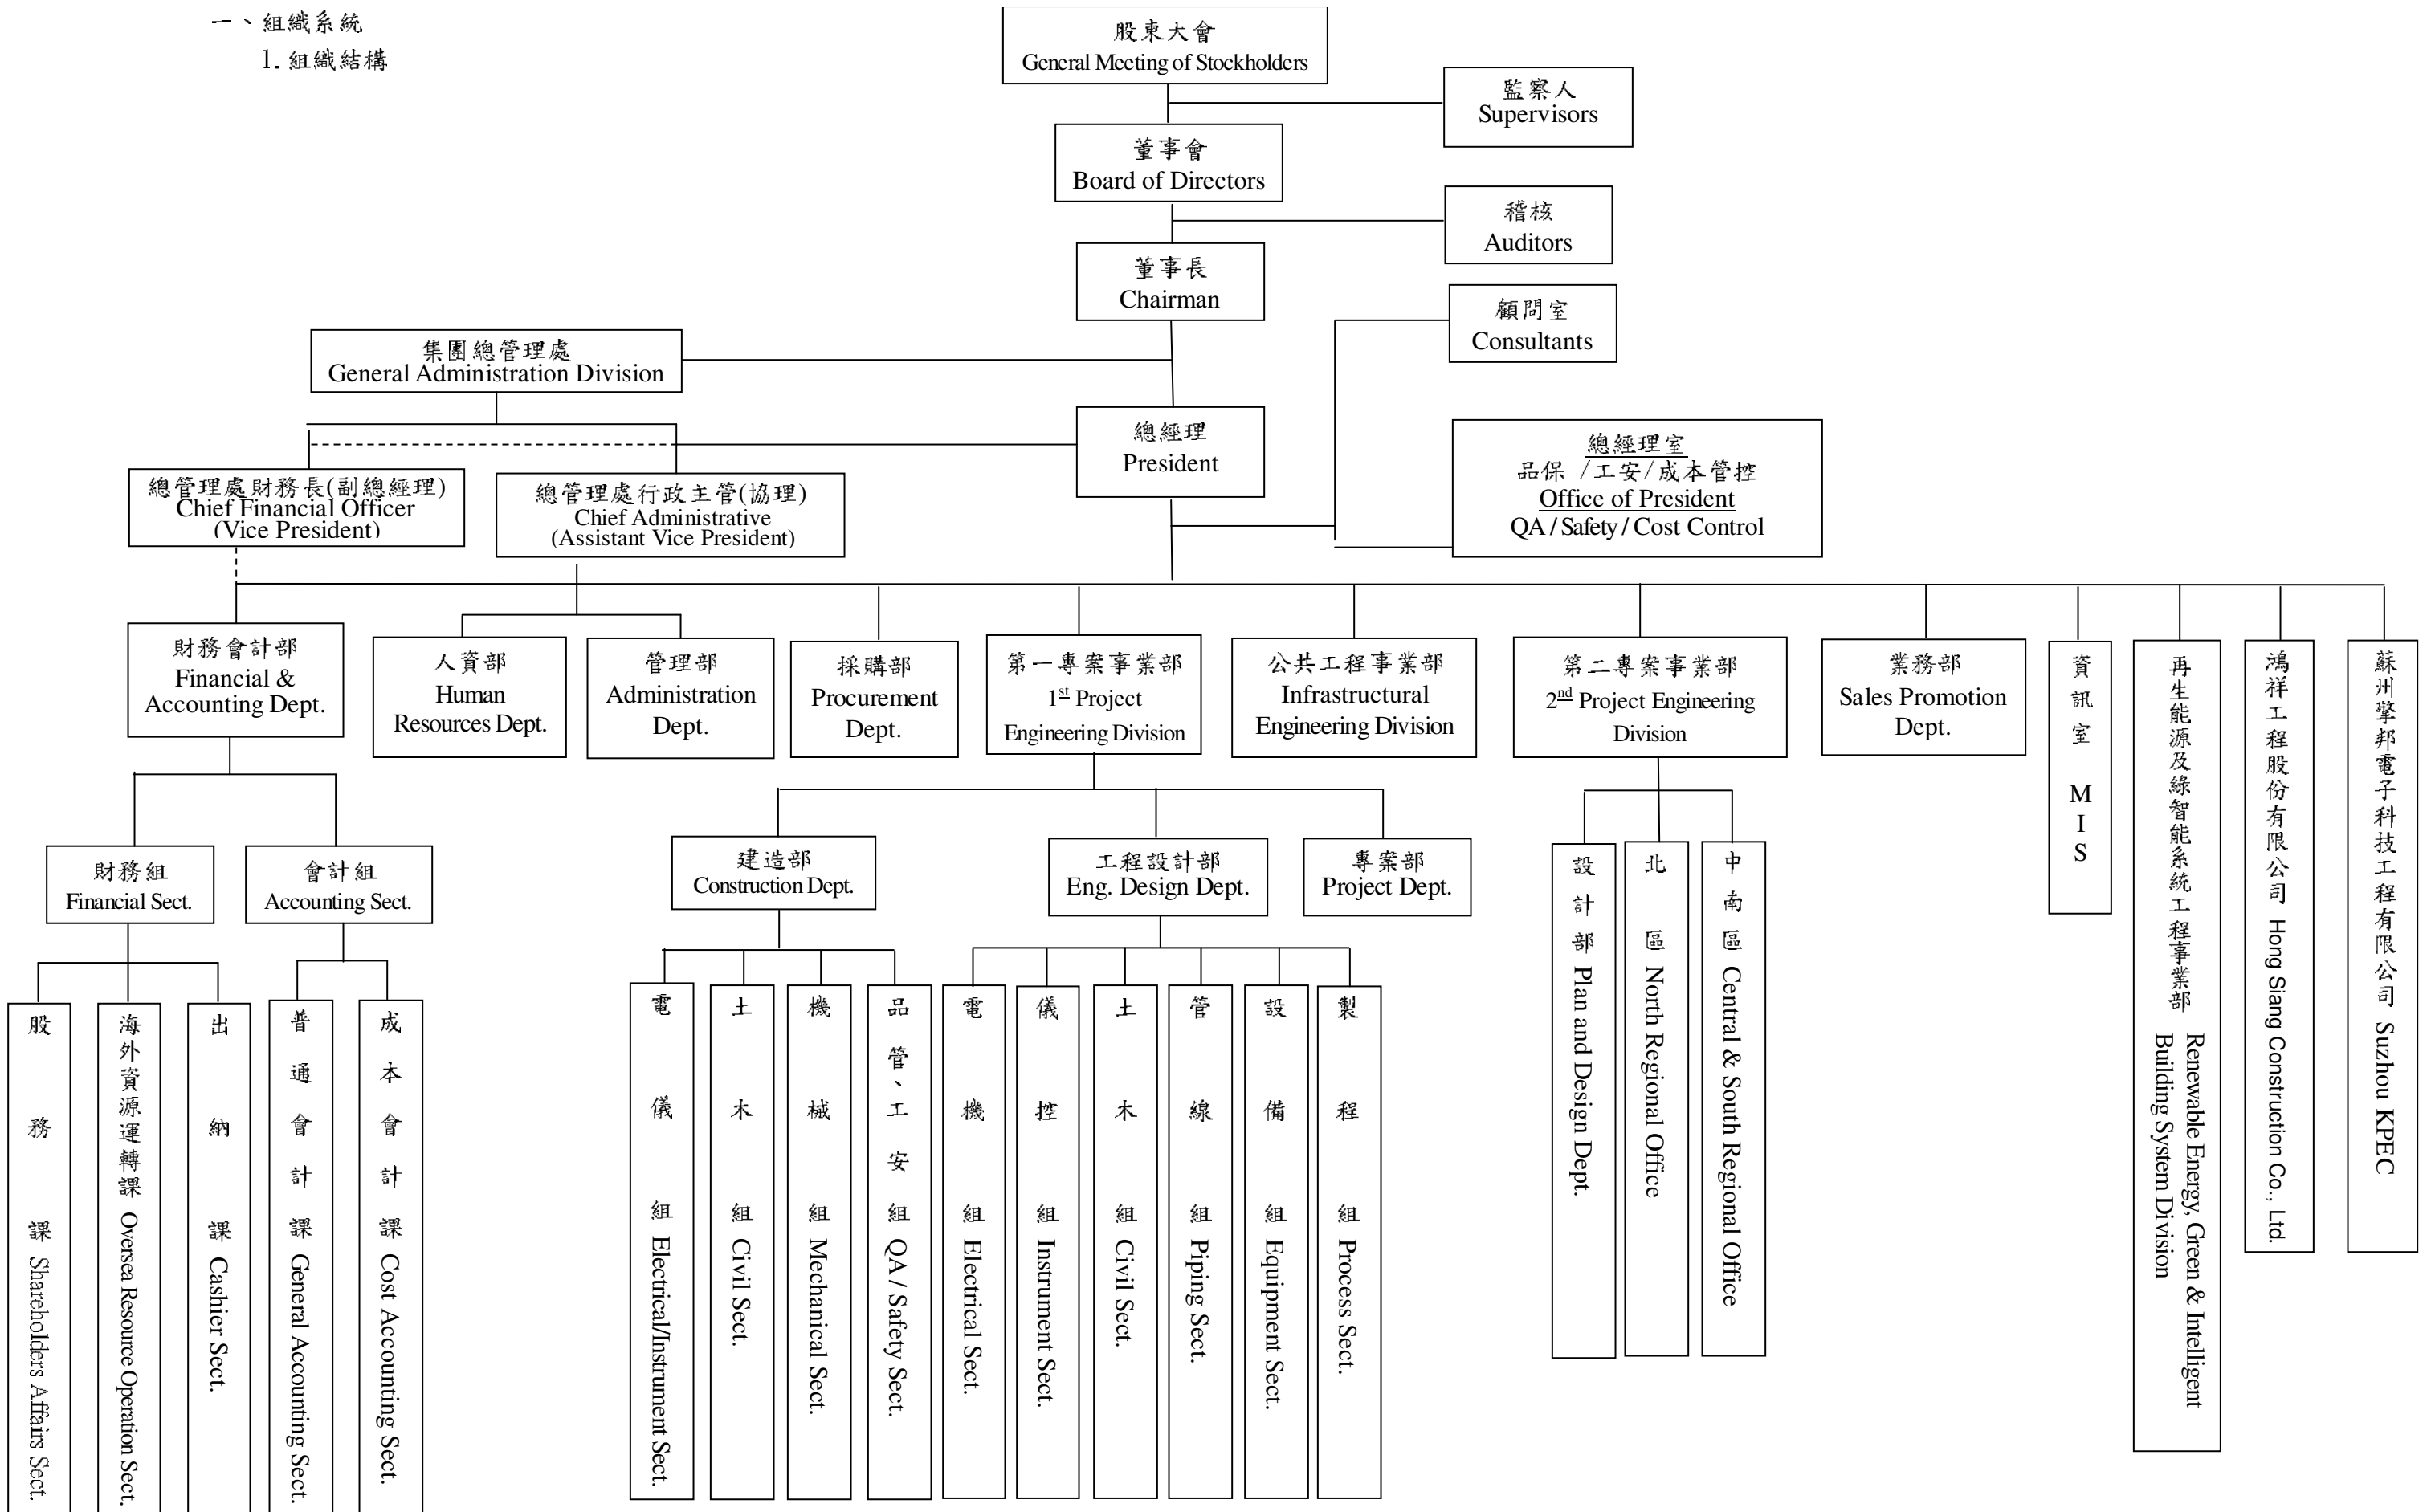 一、組織系統
1. 組織結構
股東大會
General Meeting of Stockholders
監察人
Supervisors
董事會
Board of Directors
稽核
Auditors
董事長
Chairman
顧問室
Consultants
集團總管理處
General Administration Division
總經理
President
總經理室
品保 /工安/成本管控
Office of President
QA / Safety / Cost Control
總管理處財務長(副總經理)
Chief Financial Officer
(Vice President)
總管理處行政主管(協理)
Chief Administrative
(Assistant Vice President)
財務會計部
Financial &
Accounting Dept.
人資部
Human
Resources Dept.
管理部
Administration
Dept.
採購部
Procurement
Dept.
第一專案事業部
1st Project
Engineering Division
公共工程事業部
Infrastructural
Engineering Division
第二專案事業部
2nd Project Engineering
Division
業務部
Sales Promotion
Dept.
資訊室 MIS
再生能源及綠智能系統工程事業部
Renewable Energy, Green & Intelligent
Building System Division
鴻祥工程股份有限公司 Hong Siang Construction Co., Ltd.
蘇州擎邦電子科技工程有限公司 Suzhou KPEC
財務組
Financial Sect.
會計組
Accounting Sect.
建造部
Construction Dept.
工程設計部
Eng. Design Dept.
專案部
Project Dept.
設計部 Plan and Design Dept.
北區 North Regional Office
中南區 Central & South Regional Office
股務課 Shareholders Affairs Sect.
海外資源運轉課 Oversea Resource Operation Sect.
出納課 Cashier Sect.
普通會計課 General Accounting Sect.
成本會計課 Cost Accounting Sect.
電儀組 Electrical/Instrument Sect.
土木組 Civil Sect.
機械組 Mechanical Sect.
品管、工安組 QA / Safety Sect.
電機組 Electrical Sect.
儀控組 Instrument Sect.
土木組 Civil Sect.
管線組 Piping Sect.
設備組 Equipment Sect.
製程組 Process Sect.